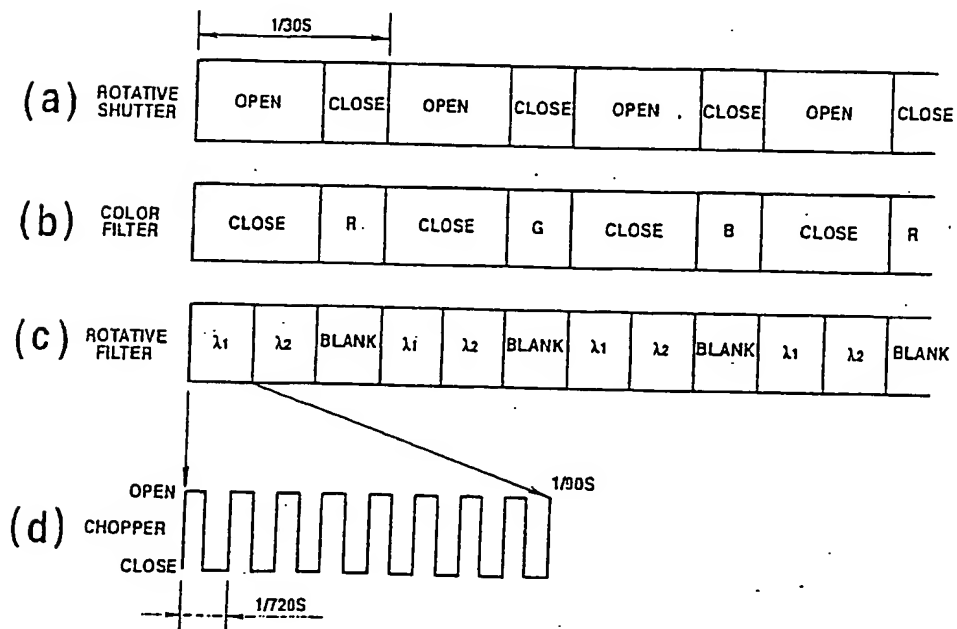 1/30S
(a) ROTATIVE SHUTTER OPEN CLOSE OPEN CLOSE OPEN CLOSE OPEN CLOSE
(b) COLOR FILTER CLOSE R CLOSE G CLOSE B CLOSE R
(c) ROTATIVE FILTER λ1 λ2 BLANK λi λ2 BLANK λ1 λ2 BLANK λ1 λ2 BLANK
1/90S
OPEN
(d) CHOPPER
CLOSE
1/720S